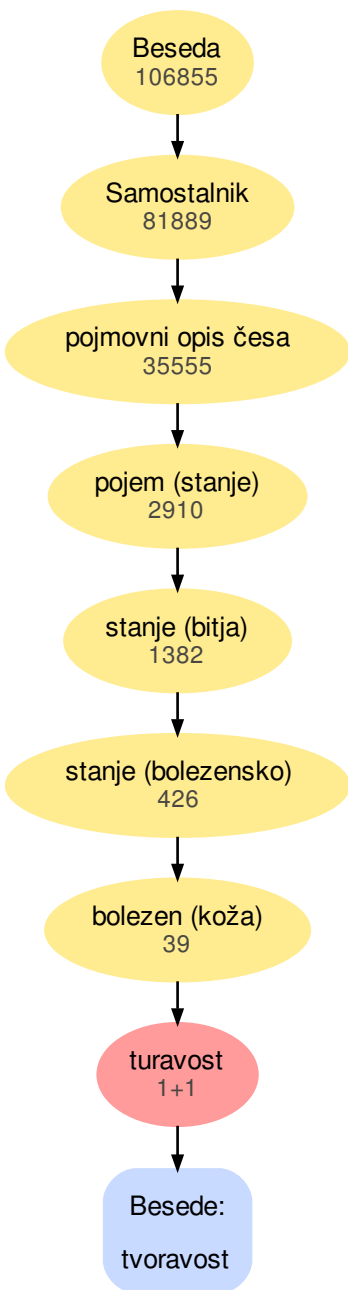 Beseda
106855
Samostalnik
81889
pojmovni opis česa
35555
pojem (stanje)
2910
stanje (bitja)
1382
stanje (bolezensko)
426
bolezen (koža)
39
turavost
1+1
Besede:
tvoravost